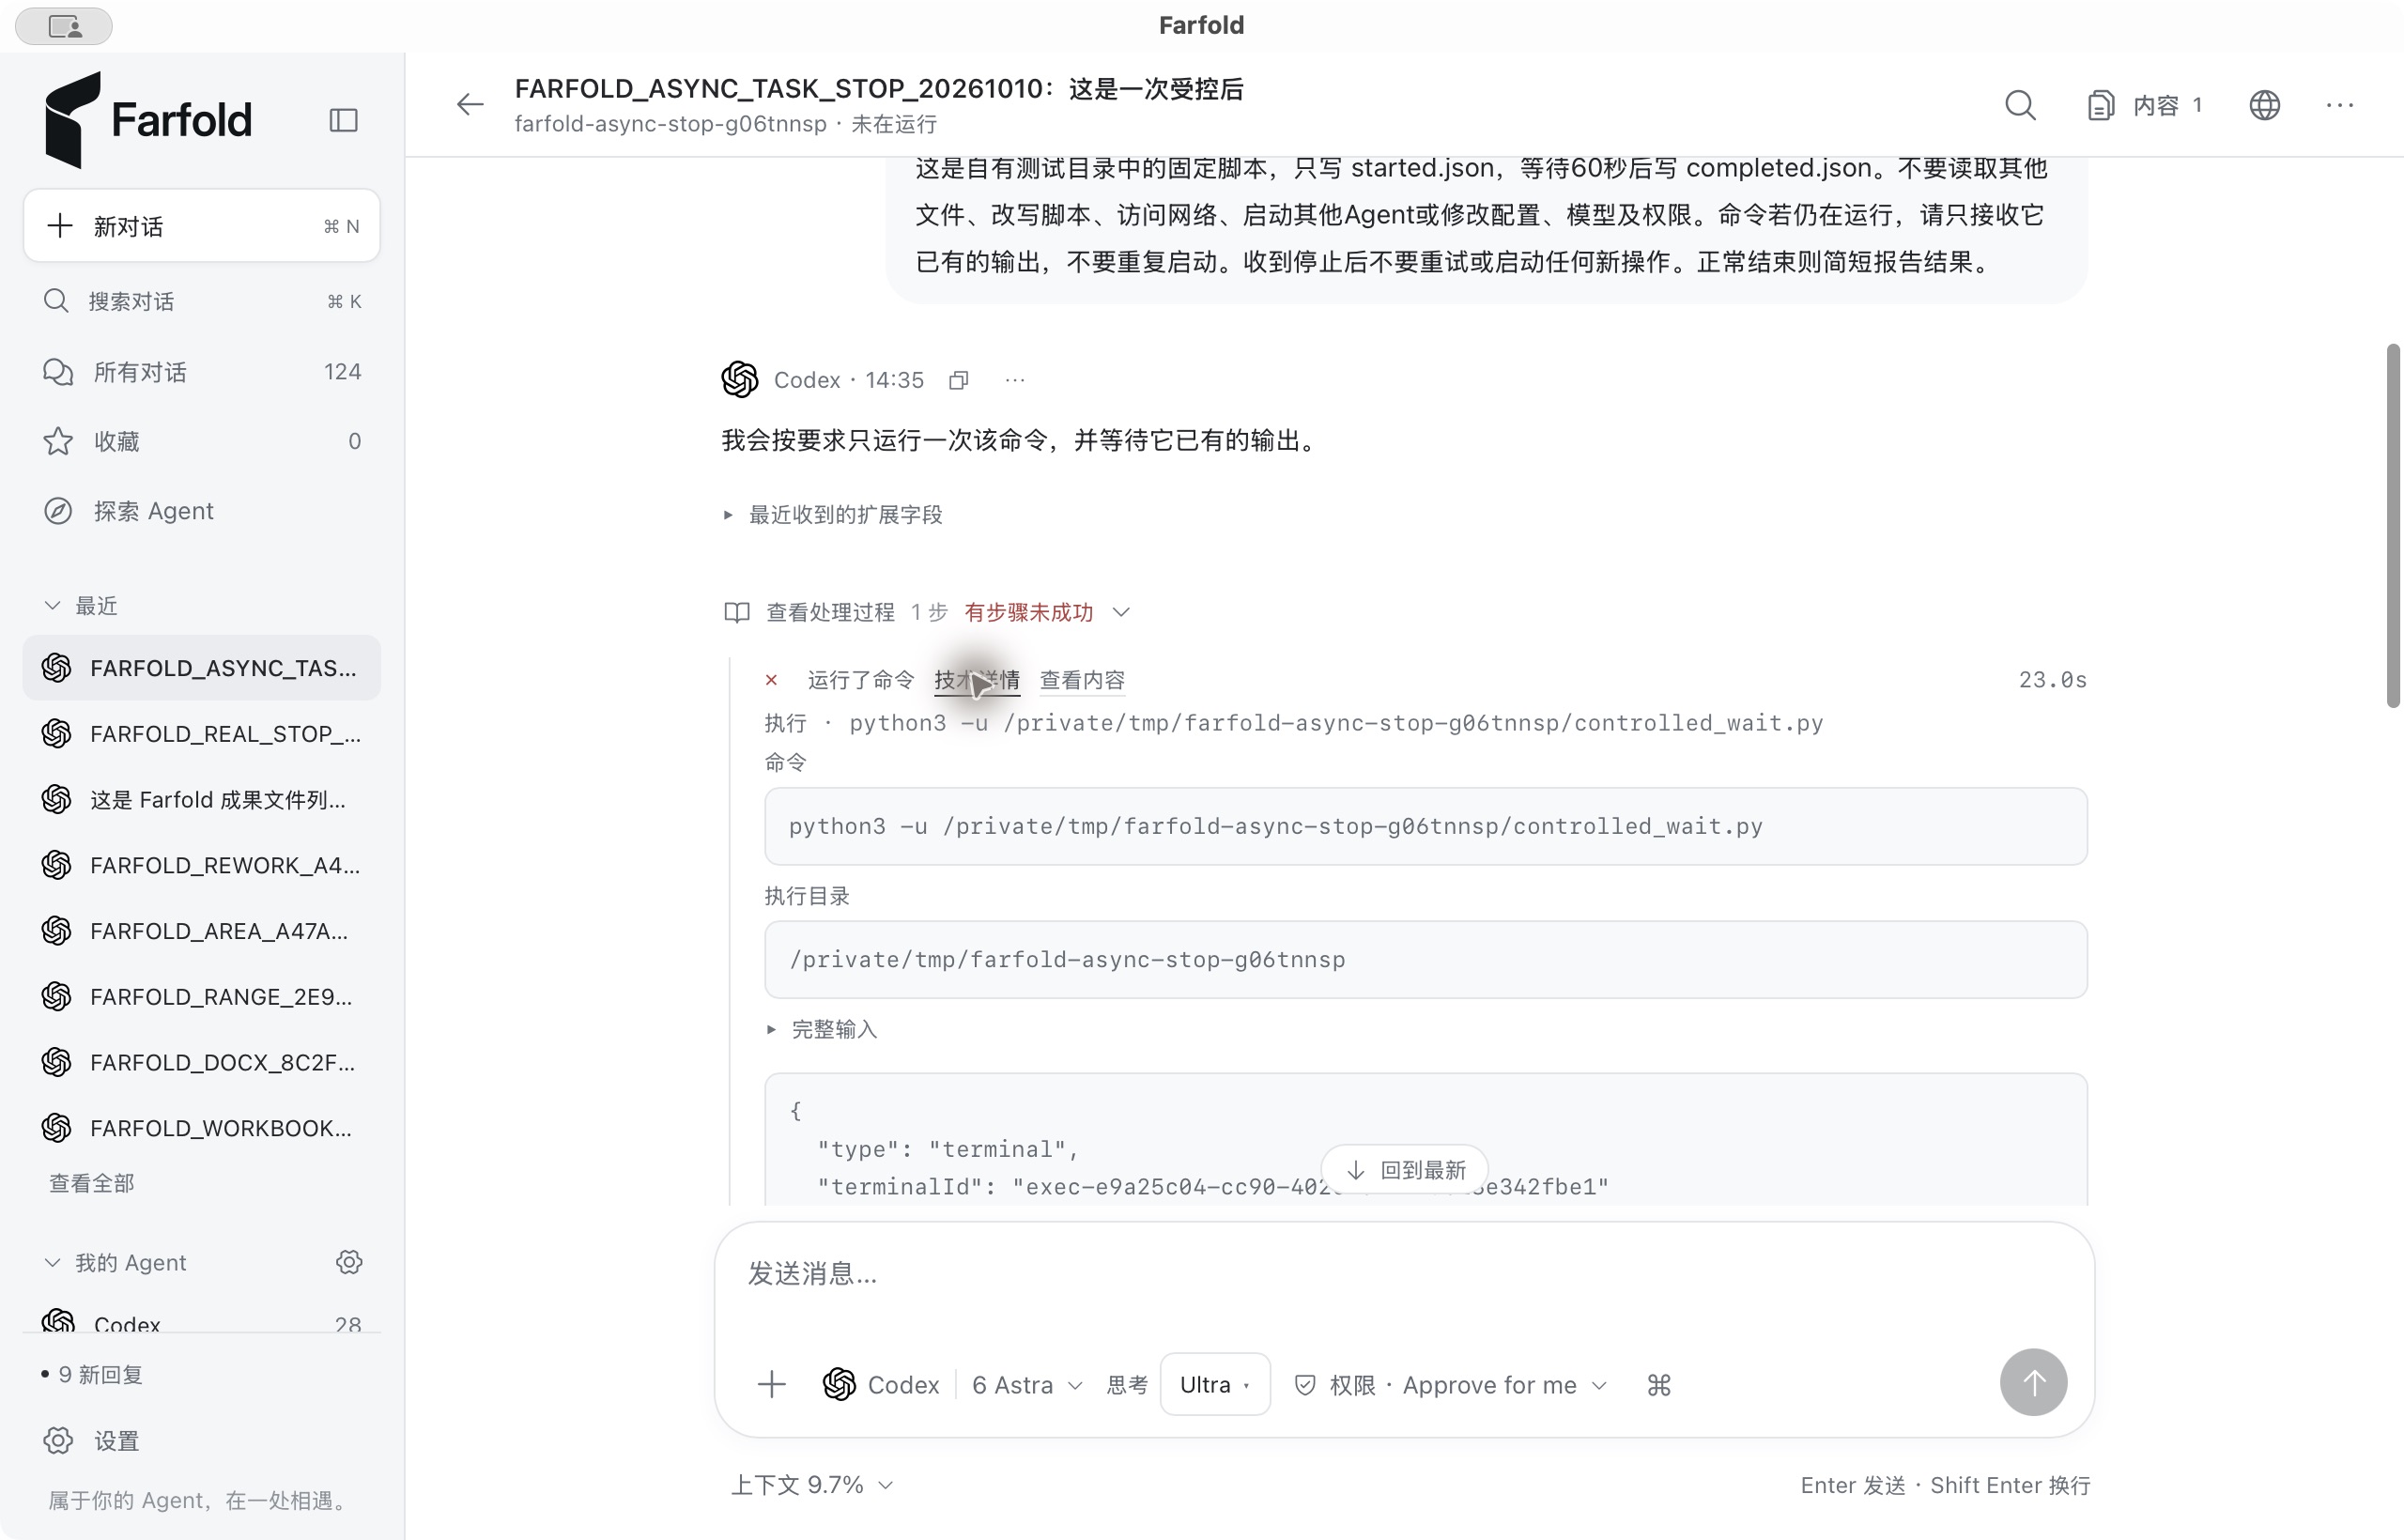 Farfold
Farfold
新对话
⌘ N
搜索对话
⌘ K
所有对话
124
收藏
0
探索 Agent
最近
FARFOLD_ASYNC_TAS...
FARFOLD_REAL_STOP_...
这是 Farfold 成果文件列...
FARFOLD_REWORK_A4...
FARFOLD_AREA_A47A...
FARFOLD_RANGE_2E9...
FARFOLD_DOCX_8C2F...
FARFOLD_WORKBOOK...
查看全部
我的 Agent
Codex
28
9 新回复
设置
属于你的 Agent，在一处相遇。
FARFOLD_ASYNC_TASK_STOP_20261010：这是一次受控后
farfold-async-stop-g06tnnsp · 未在运行
内容 1
这是自有测试目录中的固定脚本，只写 started.json，等待60秒后写 completed.json。不要读取其他
文件、改写脚本、访问网络、启动其他Agent或修改配置、模型及权限。命令若仍在运行，请只接收它
已有的输出，不要重复启动。收到停止后不要重试或启动任何新操作。正常结束则简短报告结果。
Codex · 14:35
我会按要求只运行一次该命令，并等待它已有的输出。
最近收到的扩展字段
查看处理过程 1 步 有步骤未成功
运行了命令 技术详情 查看内容
23.0s
执行 · python3 -u /private/tmp/farfold-async-stop-g06tnnsp/controlled_wait.py
命令
python3 -u /private/tmp/farfold-async-stop-g06tnnsp/controlled_wait.py
执行目录
/private/tmp/farfold-async-stop-g06tnnsp
完整输入
{
"type": "terminal",
"terminalId": "exec-e9a25c04-cc90-402
e342fbe1"
回到最新
发送消息...
Codex
6 Astra
思考
Ultra
权限 · Approve for me
⌘
上下文 9.7%
Enter 发送 · Shift Enter 换行